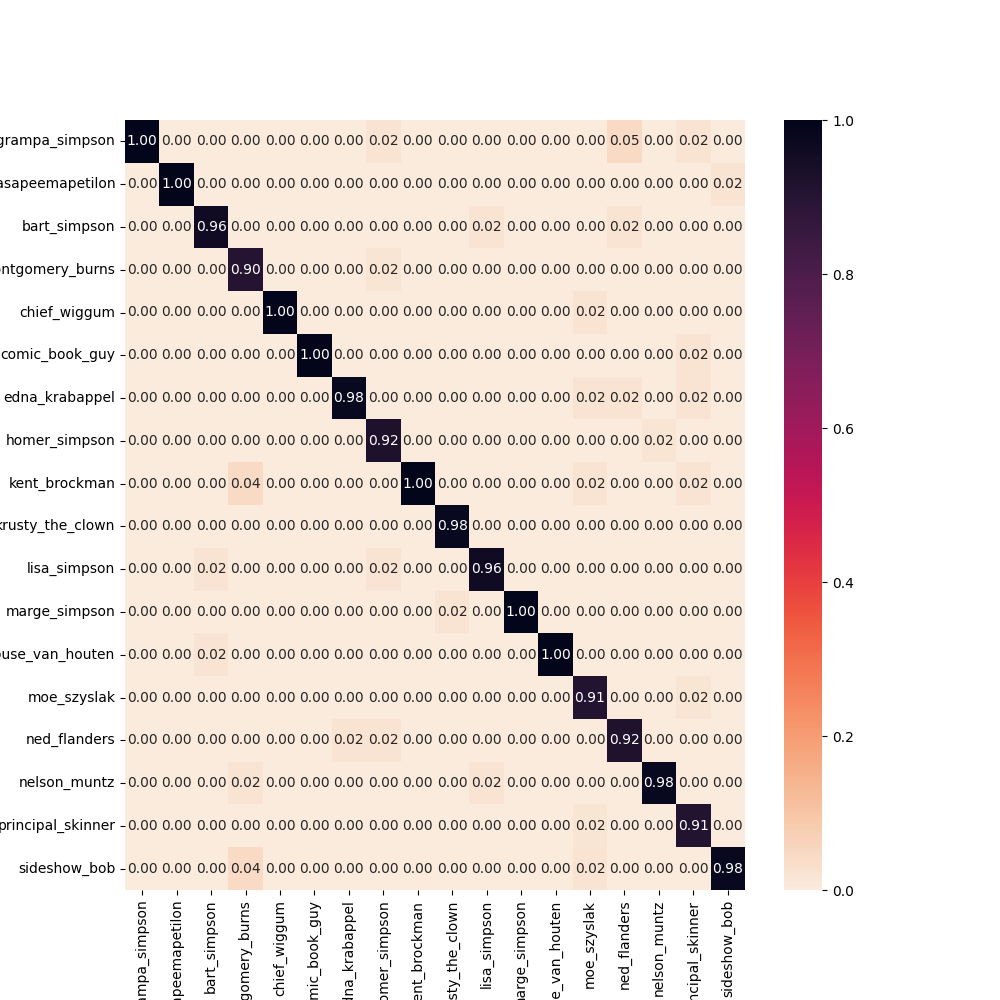 grampa_simpson 1.00 0.00 0.00 0.00 0.00 0.00 0.00 0.02 0.00 0.00 0.00 0.00 0.00 0.00 0.05 0.00 0.02 0.00
asapeemapetilon 0.00 1.00 0.00 0.00 0.00 0.00 0.00 0.00 0.00 0.00 0.00 0.00 0.00 0.00 0.00 0.00 0.00 0.02
bart_simpson 0.00 0.00 0.96 0.00 0.00 0.00 0.00 0.00 0.00 0.00 0.02 0.00 0.00 0.00 0.02 0.00 0.00 0.00
ntgomery_burns 0.00 0.00 0.00 0.90 0.00 0.00 0.00 0.02 0.00 0.00 0.00 0.00 0.00 0.00 0.00 0.00 0.00 0.00
chief_wiggum 0.00 0.00 0.00 0.00 1.00 0.00 0.00 0.00 0.00 0.00 0.00 0.00 0.00 0.02 0.00 0.00 0.00 0.00
comic_book_guy 0.00 0.00 0.00 0.00 0.00 1.00 0.00 0.00 0.00 0.00 0.00 0.00 0.00 0.00 0.00 0.00 0.02 0.00
edna_krabappel 0.00 0.00 0.00 0.00 0.00 0.00 0.98 0.00 0.00 0.00 0.00 0.00 0.00 0.02 0.02 0.00 0.02 0.00
homer_simpson 0.00 0.00 0.00 0.00 0.00 0.00 0.00 0.92 0.00 0.00 0.00 0.00 0.00 0.00 0.00 0.02 0.00 0.00
kent_brockman 0.00 0.00 0.00 0.04 0.00 0.00 0.00 0.00 1.00 0.00 0.00 0.00 0.00 0.02 0.00 0.00 0.02 0.00
krusty_the_clown 0.00 0.00 0.00 0.00 0.00 0.00 0.00 0.00 0.00 0.98 0.00 0.00 0.00 0.00 0.00 0.00 0.00 0.00
lisa_simpson 0.00 0.00 0.02 0.00 0.00 0.00 0.00 0.02 0.00 0.00 0.96 0.00 0.00 0.00 0.00 0.00 0.00 0.00
marge_simpson 0.00 0.00 0.00 0.00 0.00 0.00 0.00 0.00 0.00 0.02 0.00 1.00 0.00 0.00 0.00 0.00 0.00 0.00
ouse_van_houten 0.00 0.00 0.02 0.00 0.00 0.00 0.00 0.00 0.00 0.00 0.00 0.00 1.00 0.00 0.00 0.00 0.00 0.00
moe_szyslak 0.00 0.00 0.00 0.00 0.00 0.00 0.00 0.00 0.00 0.00 0.00 0.00 0.00 0.91 0.00 0.00 0.02 0.00
ned_flanders 0.00 0.00 0.00 0.00 0.00 0.00 0.02 0.02 0.00 0.00 0.00 0.00 0.00 0.00 0.92 0.00 0.00 0.00
nelson_muntz 0.00 0.00 0.00 0.02 0.00 0.00 0.00 0.00 0.00 0.00 0.02 0.00 0.00 0.00 0.00 0.98 0.00 0.00
principal_skinner 0.00 0.00 0.00 0.00 0.00 0.00 0.00 0.00 0.00 0.00 0.00 0.00 0.00 0.02 0.00 0.00 0.91 0.00
sideshow_bob 0.00 0.00 0.00 0.04 0.00 0.00 0.00 0.00 0.00 0.00 0.00 0.00 0.00 0.02 0.00 0.00 0.00 0.98
ampa_simpson
apeemapetilon
bart_simpson
gomery_burns
chief_wiggum
mic_book_guy
dna_krabappel
omer_simpson
ent_brockman
sty_the_clown
lisa_simpson
arge_simpson
e_van_houten
moe_szyslak
ned_flanders
nelson_muntz
ncipal_skinner
sideshow_bob
1.0
0.8
0.6
0.4
0.2
0.0